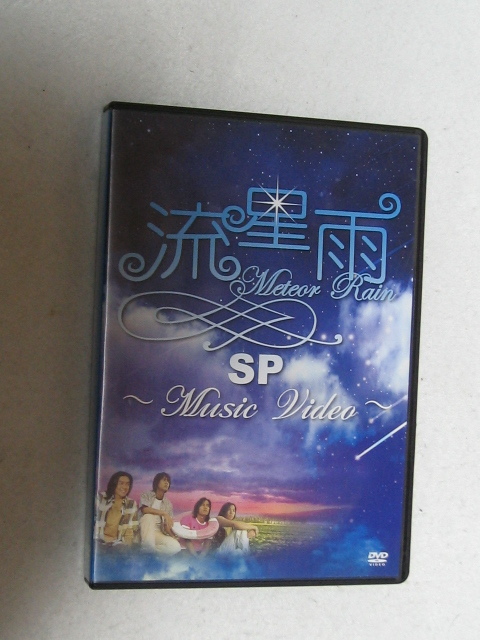 流星雨
Meteor Rain
SP
~ Music Video ~
DVD
VIDEO